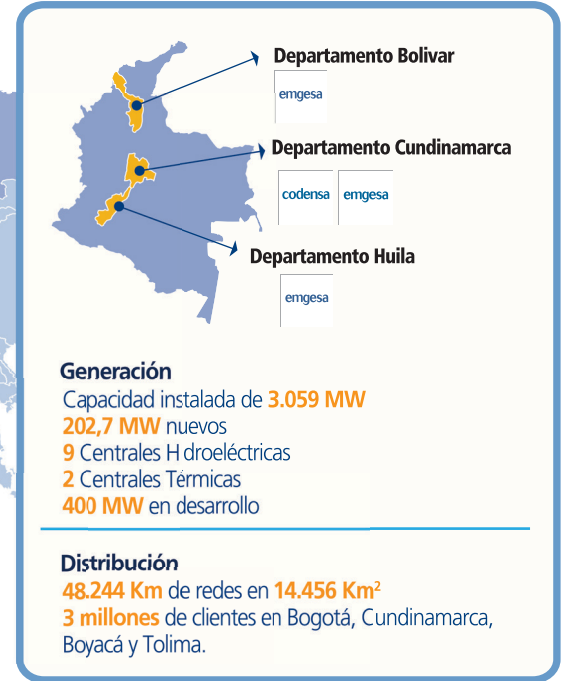 Departamento Bolivar
emgesa
Departamento Cundinamarca
codensa emgesa
Departamento Huila
emgesa
Generación
Capacidad instalada de 3.059 MW
202,7 MW nuevos
9 Centrales Hidroeléctricas
2 Centrales Térmicas
400 MW en desarrollo
Distribución
48.244 Km de redes en 14.456 Km²
3 millones de clientes en Bogotá, Cundinamarca,
Boyacá y Tolima.